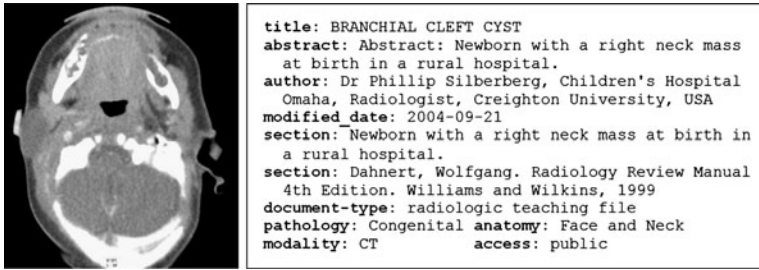 title: BRANCHIAL CLEFT CYST
abstract: Abstract: Newborn with a right neck mass
at birth in a rural hospital.
author: Dr Phillip Silberberg, Children's Hospital
Omaha, Radiologist, Creighton University, USA
modified_date: 2004-09-21
section: Newborn with a right neck mass at birth in
a rural hospital.
section: Dahnert, Wolfgang. Radiology Review Manual
4th Edition. Williams and Wilkins, 1999
document-type: radiologic teaching file
pathology: Congenital anatomy: Face and Neck
modality: CT access: public